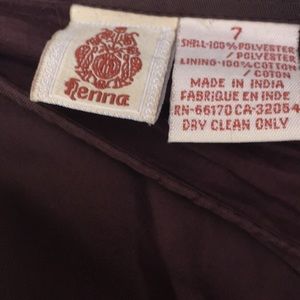 Henna
7
SHELL-100% POLYESTER
/ POLYESTER
LINING-100% COTTON
/ COTON
MADE IN INDIA
FABRIQUE EN INDE
RN-66170 CA-32054
DRY CLEAN ONLY